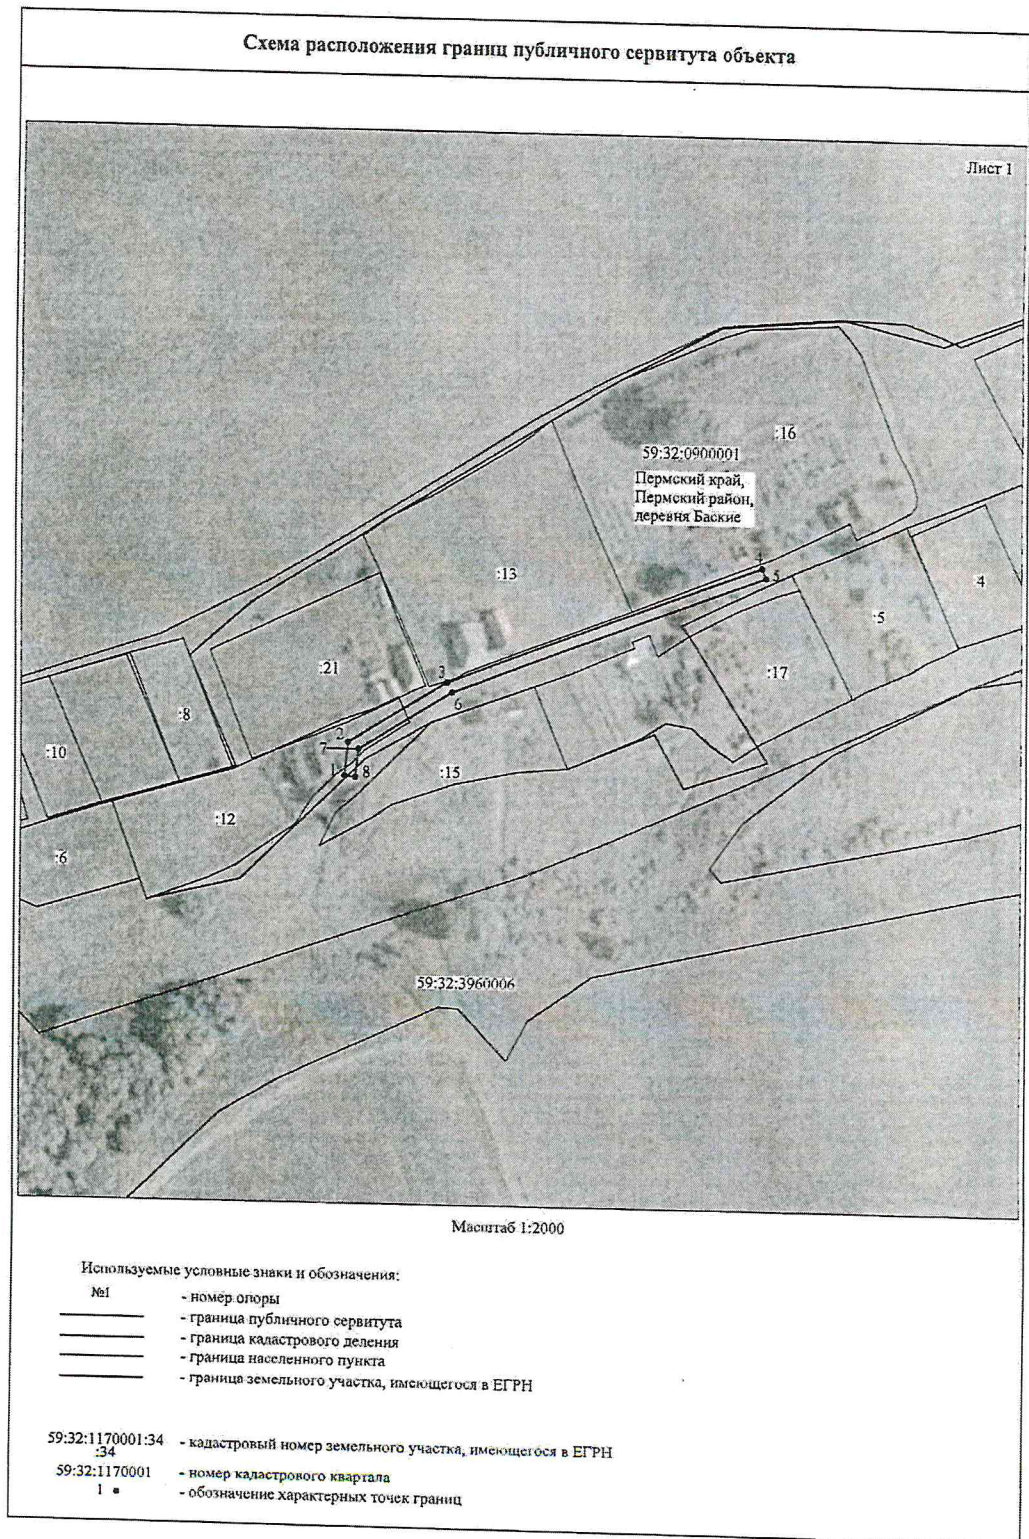 Схема расположения границ публичного сервитута объекта
Лист 1
:16
59:32:0900001
Пермский край,
Пермский район,
деревня Баские
4
5
:13
4
:5
:21
3
:17
6
:8
2
7
:10
1
8
:15
:12
:6
59:32:3960006
Масштаб 1:2000
Используемые условные знаки и обозначения:
№1 - номер опоры
- граница публичного сервитута
- граница кадастрового деления
- граница населенного пункта
- граница земельного участка, имеющегося в ЕГРН
59:32:1170001:34 - кадастровый номер земельного участка, имеющегося в ЕГРН
:34
59:32:1170001 - номер кадастрового квартала
1 - обозначение характерных точек границ